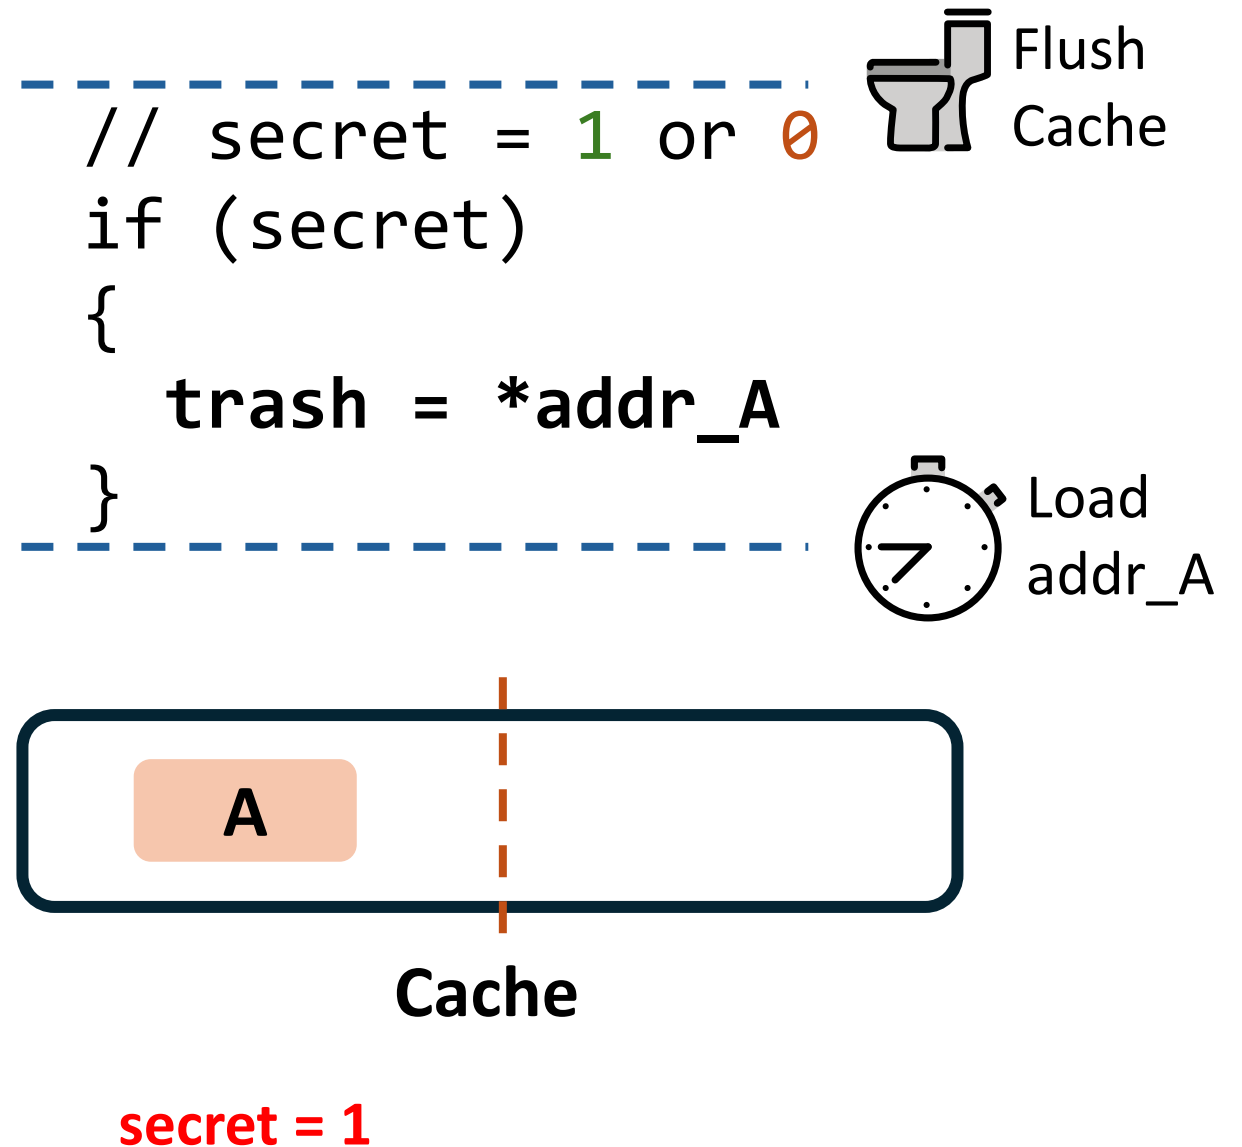 Flush
Cache
// secret = 1 or 0
if (secret)
{
trash = *addr_A
}
Load
addr_A
A
Cache
secret = 1